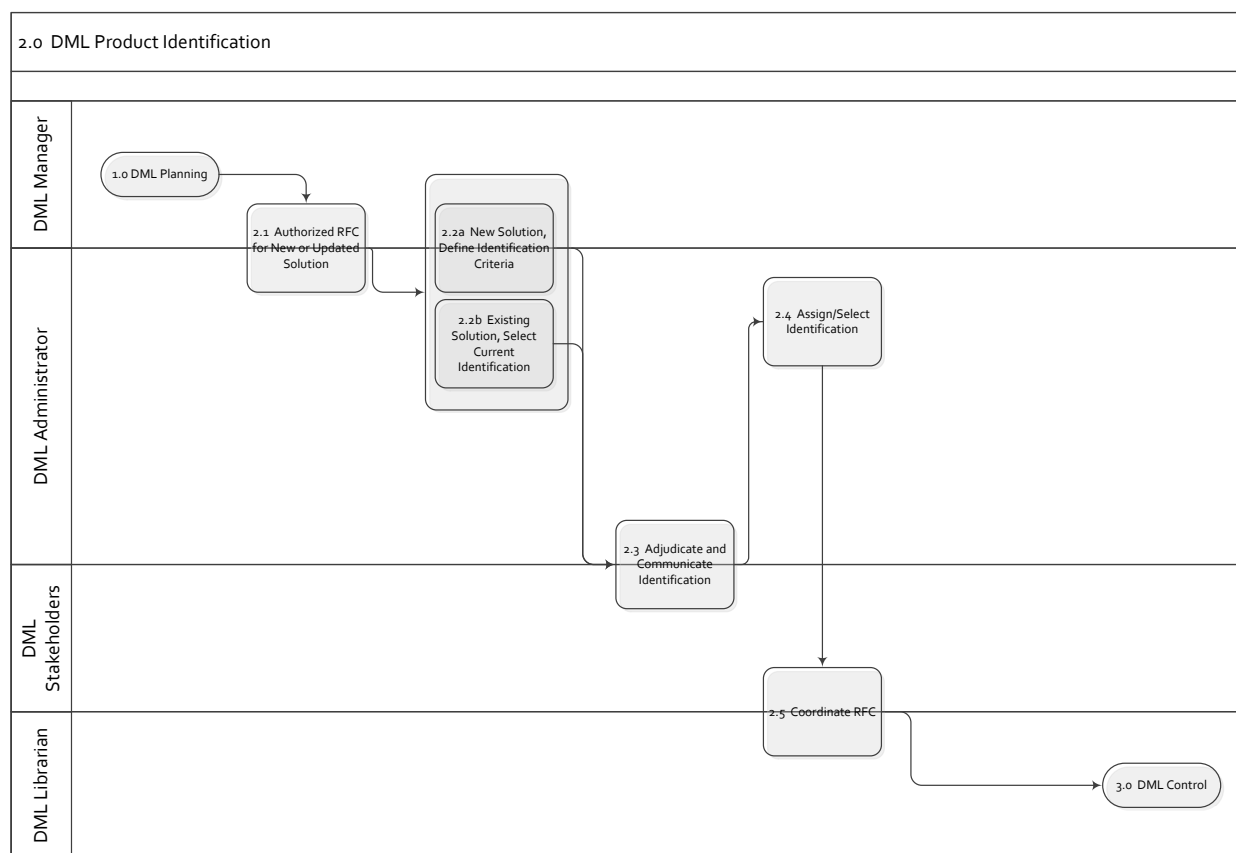 2.0 DML Product Identification
DML Manager
1.0 DML Planning
2.1 Authorized RFC
for New or Updated
Solution
2.2a New Solution,
Define Identification
Criteria
DML Administrator
2.2b Existing
Solution, Select
Current
Identification
2.4 Assign/Select
Identification
2.3 Adjudicate and
Communicate
Identification
DML
Stakeholders
2.5 Coordinate RFC
DML Librarian
3.0 DML Control